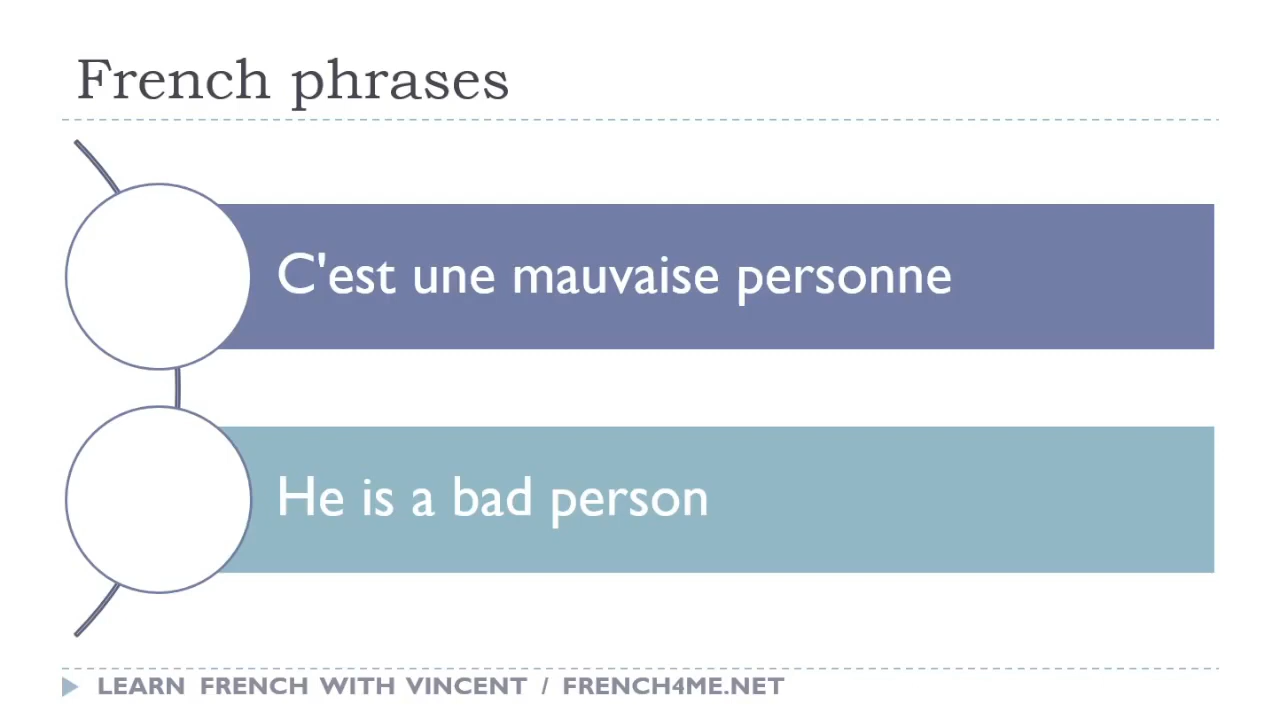 French phrases
C'est une mauvaise personne
He is a bad person
LEARN FRENCH WITH VINCENT / FRENCH4ME.NET